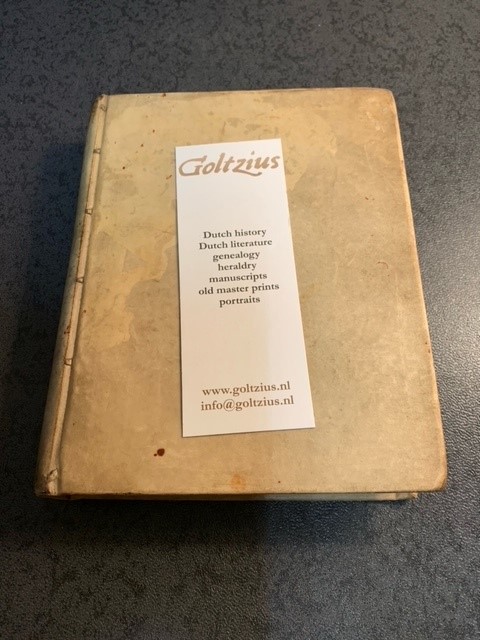 Goltzius
Dutch history
Dutch literature
genealogy
heraldry
manuscripts
old master prints
portraits
www.goltzius.nl
info@goltzius.nl